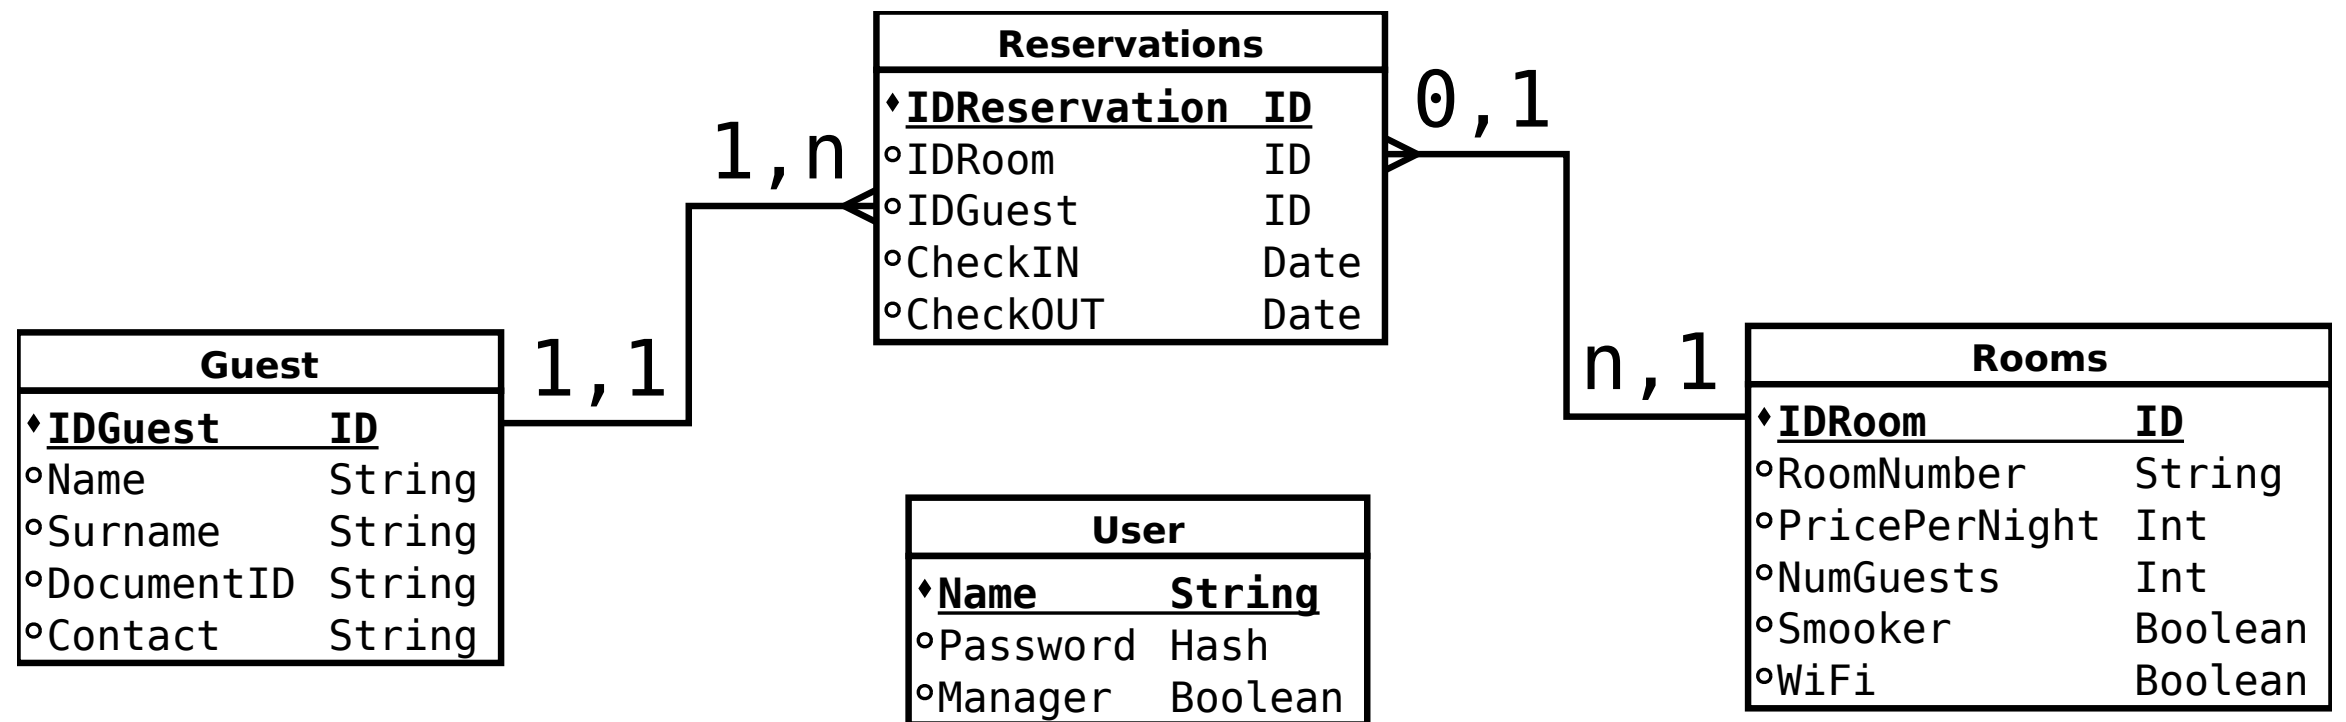 Reservations
IDReservation ID
IDRoom ID
IDGuest ID
CheckIN Date
CheckOUT Date
1,n
0,1
Guest
IDGuest ID
Name String
Surname String
DocumentID String
Contact String
1,1
n,1
Rooms
IDRoom ID
RoomNumber String
PricePerNight Int
NumGuests Int
Smooker Boolean
WiFi Boolean
User
Name String
Password Hash
Manager Boolean